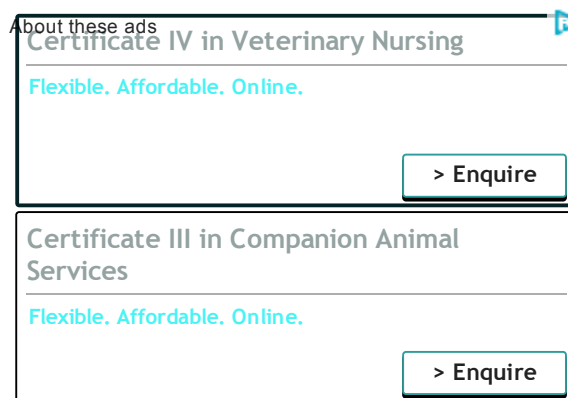 About these ads
Certificate IV in Veterinary Nursing
Flexible. Affordable. Online.
> Enquire
Certificate III in Companion Animal
Services
Flexible. Affordable. Online.
> Enquire